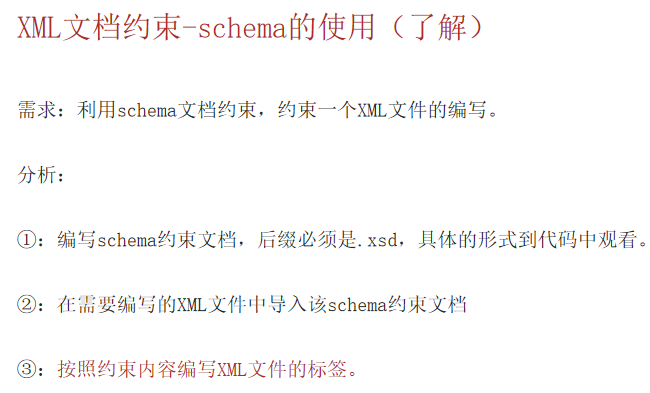 XML文档约束-schema的使用（了解）
需求：利用schema文档约束，约束一个XML文件的编写。
分析：
①：编写schema约束文档，后缀必须是.xsd，具体的形式到代码中观看。
②：在需要编写的XML文件中导入该schema约束文档
③：按照约束内容编写XML文件的标签。